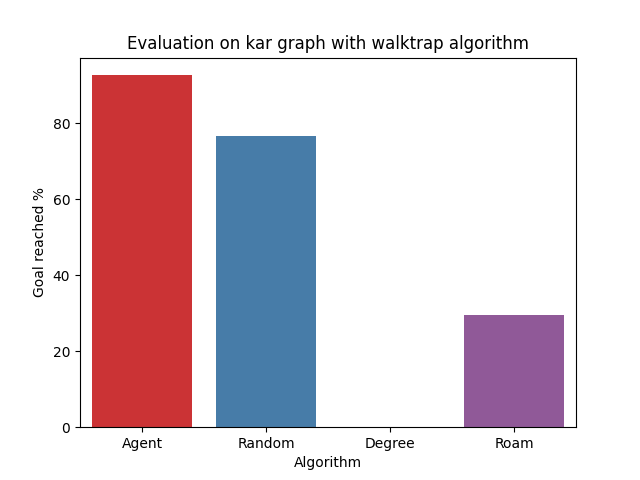 Evaluation on kar graph with walktrap algorithm
Goal reached %
80
60
40
20
0
Agent Random Degree Roam
Algorithm